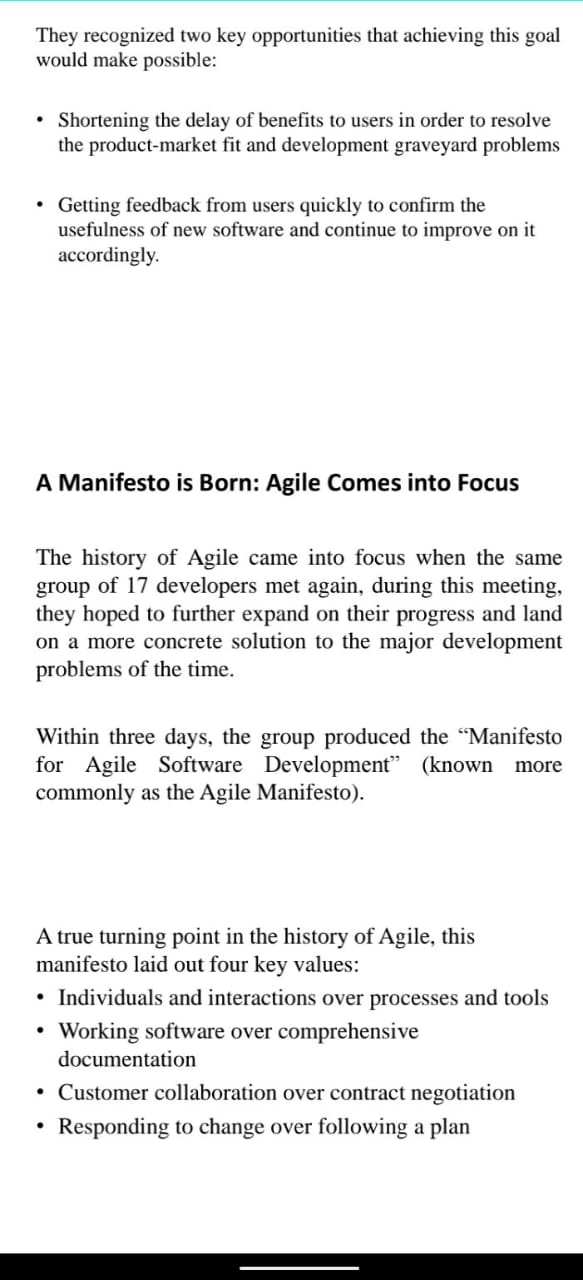 They recognized two key opportunities that achieving this goal
would make possible:
• Shortening the delay of benefits to users in order to resolve
the product-market fit and development graveyard problems
• Getting feedback from users quickly to confirm the
usefulness of new software and continue to improve on it
accordingly.
A Manifesto is Born: Agile Comes into Focus
The history of Agile came into focus when the same
group of 17 developers met again, during this meeting,
they hoped to further expand on their progress and land
on a more concrete solution to the major development
problems of the time.
Within three days, the group produced the “Manifesto
for Agile Software Development” (known more
commonly as the Agile Manifesto).
A true turning point in the history of Agile, this
manifesto laid out four key values:
• Individuals and interactions over processes and tools
• Working software over comprehensive
documentation
• Customer collaboration over contract negotiation
• Responding to change over following a plan